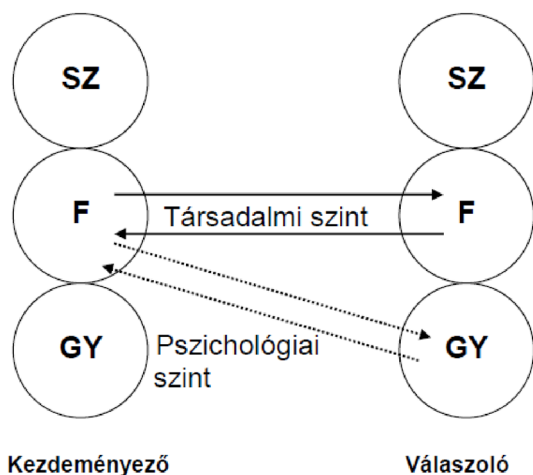 SZ SZ
F Társadalmi szint F
GY Pszichológiai szint GY
Kezdeményező Válaszoló